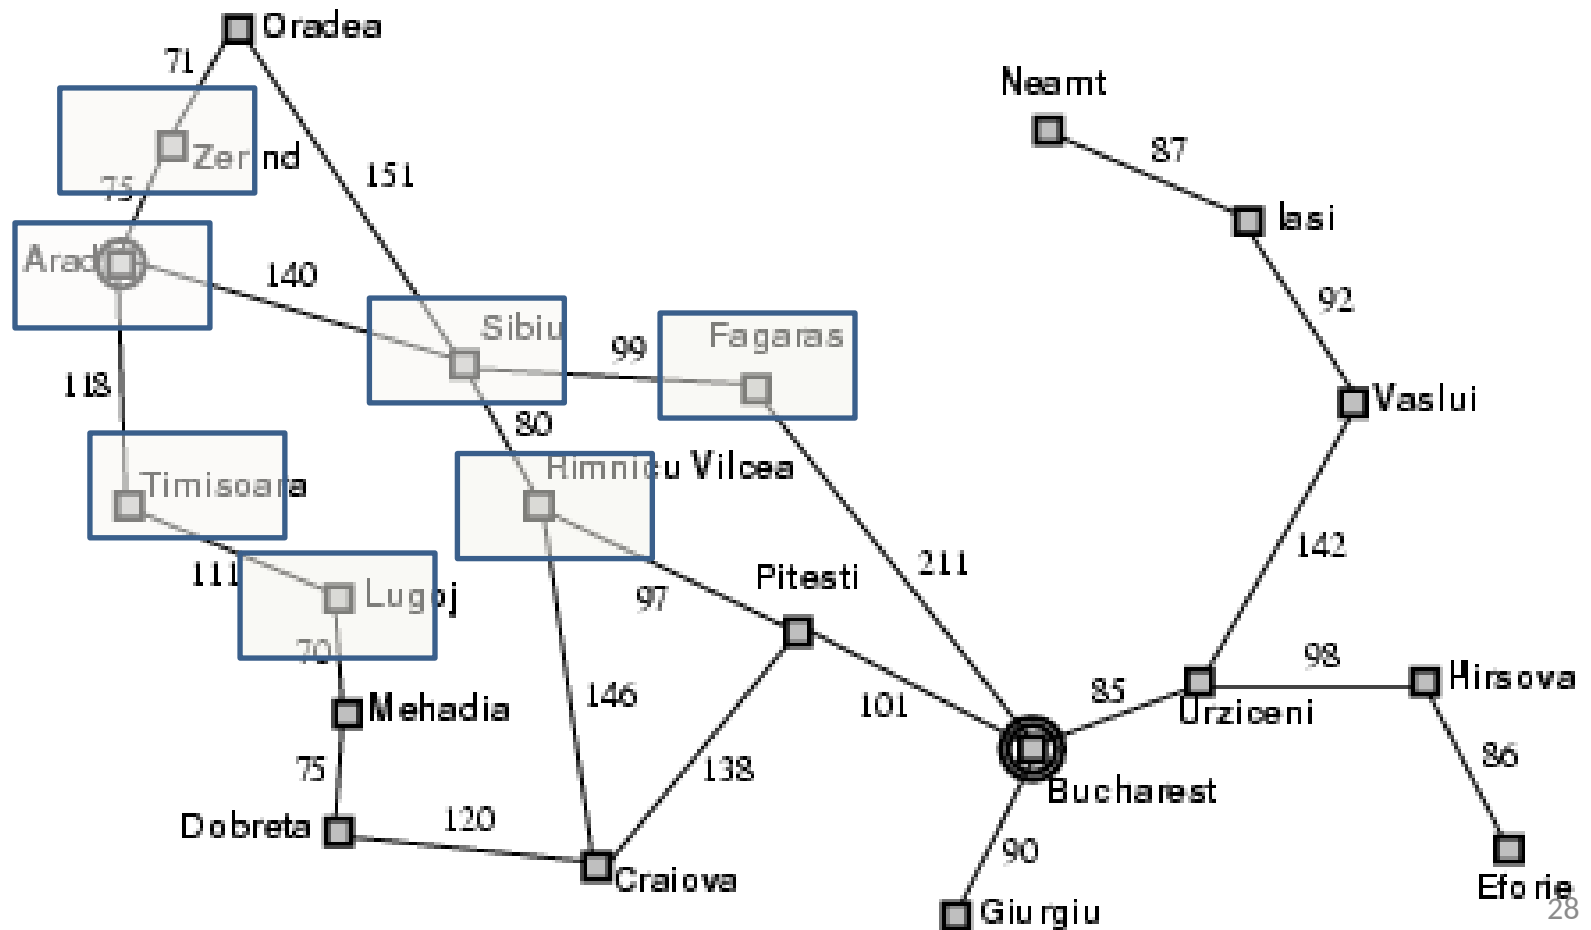 Oradea
71
Neamt
87
Zerind
151
75
Iasi
Arad
140
92
Sibiu
Fagaras
99
118
Vaslui
80
Rimnicu Vilcea
Timisoara
142
211
111
Pitesti
Lugoj
97
70
98
Hirsova
85
146
101
Mehadia
Urziceni
86
75
138
Bucharest
Dobreta
120
90
Craiova
Eforie
Giurgiu
28